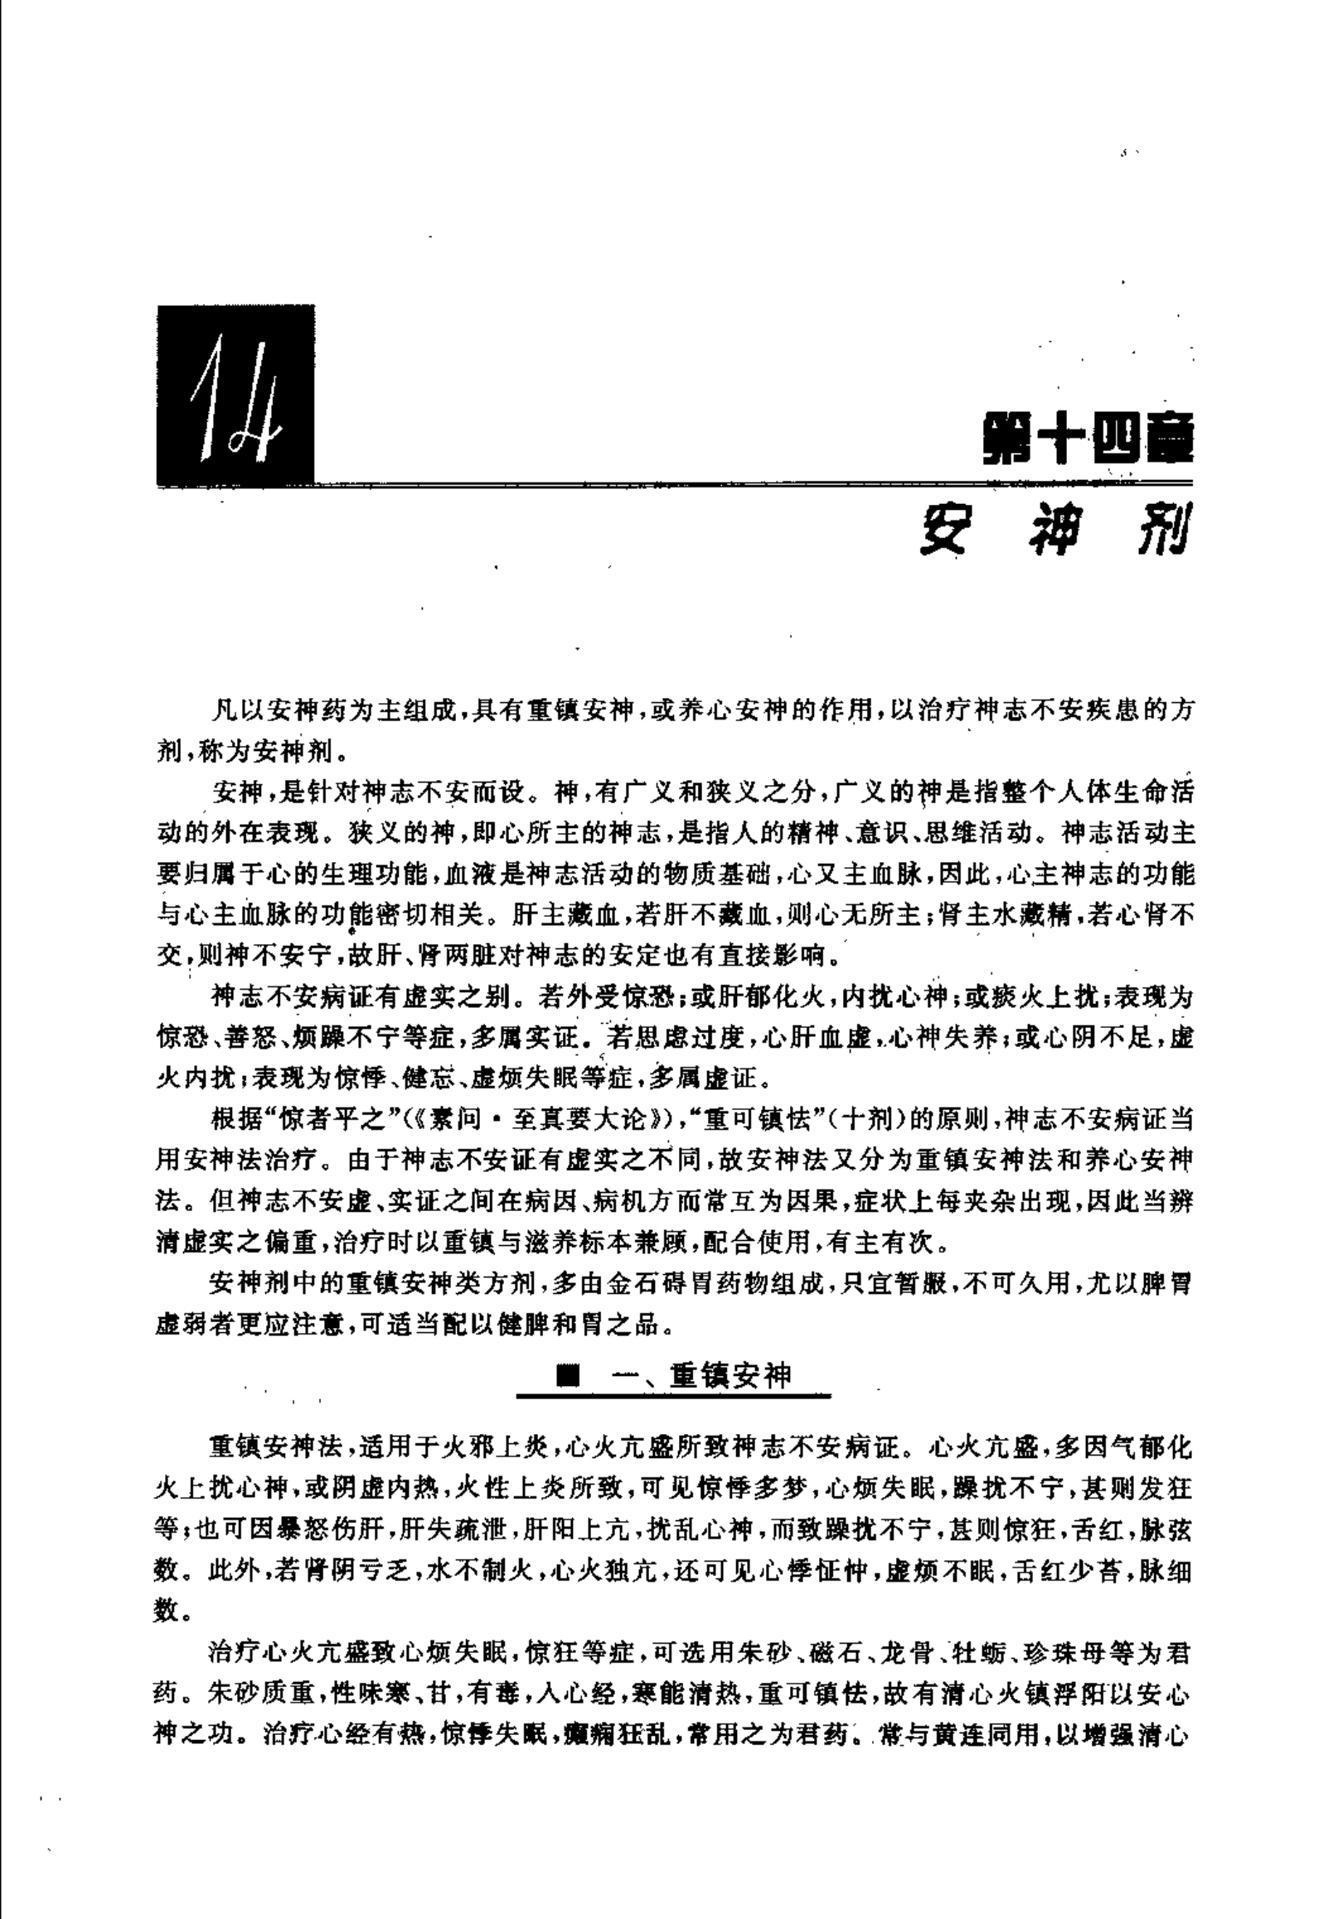 14
第十四章
安神剂
凡以安神药为主组成,具有重镇安神,或养心安神的作用,以治疗神志不安疾患的方
剂,称为安神剂。
安神,是针对神志不安而设。神,有广义和狭义之分,广义的神是指整个人体生命活
动的外在表现。狭义的神,即心所主的神志,是指人的精神、意识、思维活动。神志活动主
要归属于心的生理功能,血液是神志活动的物质基础,心又主血脉,因此,心主神志的功能
与心主血脉的功能密切相关。肝主藏血,若肝不藏血,则心无所主;肾主水藏精,若心肾不
交,则神不安宁,故肝、肾两脏对神志的安定也有直接影响。
神志不安病证有虚实之别。若外受惊恐;或肝郁化火,内扰心神;或痰火上扰;表现为
惊恐、善怒、烦躁不宁等症,多属实证。若思虑过度,心肝血虚,心神失养;或心阴不足,虚
火内扰;表现为惊悸、健忘、虚烦失眠等症,多属虚证。
根据“惊者平之”(《素问·至真要大论》),“重可镇怯”(十剂)的原则,神志不安病证当
用安神法治疗。由于神志不安证有虚实之不同,故安神法又分为重镇安神法和养心安神
法。但神志不安虚、实证之间在病因、病机方而常互为因果,症状上每夹杂出现,因此当辨
清虚实之偏重,治疗时以重镇与滋养标本兼顾,配合使用,有主有次。
安神剂中的重镇安神类方剂,多由金石碍胃药物组成,只宜暂服,不可久用,尤以脾胃
虚弱者更应注意,可适当配以健脾和胃之品。
■ 一、重镇安神
重镇安神法,适用于火邪上炎,心火亢盛所致神志不安病证。心火亢盛,多因气郁化
火上扰心神,或阴虚内热,火性上炎所致,可见惊悸多梦,心烦失眠,躁扰不宁,甚则发狂
等;也可因暴怒伤肝,肝失疏泄,肝阳上亢,扰乱心神,而致躁扰不宁,甚则惊狂,舌红,脉弦
数。此外,若肾阴亏乏,水不制火,心火独亢,还可见心悸怔忡,虚烦不眠,舌红少苔,脉细
数。
治疗心火亢盛致心烦失眠,惊狂等症,可选用朱砂、磁石、龙骨、牡蛎、珍珠母等为君
药。朱砂质重,性味寒、甘,有毒,入心经,寒能清热,重可镇怯,故有清心火镇浮阳以安心
神之功。治疗心经有热,惊悸失眠,癫痫狂乱,常用之为君药。常与黄连同用,以增强清心